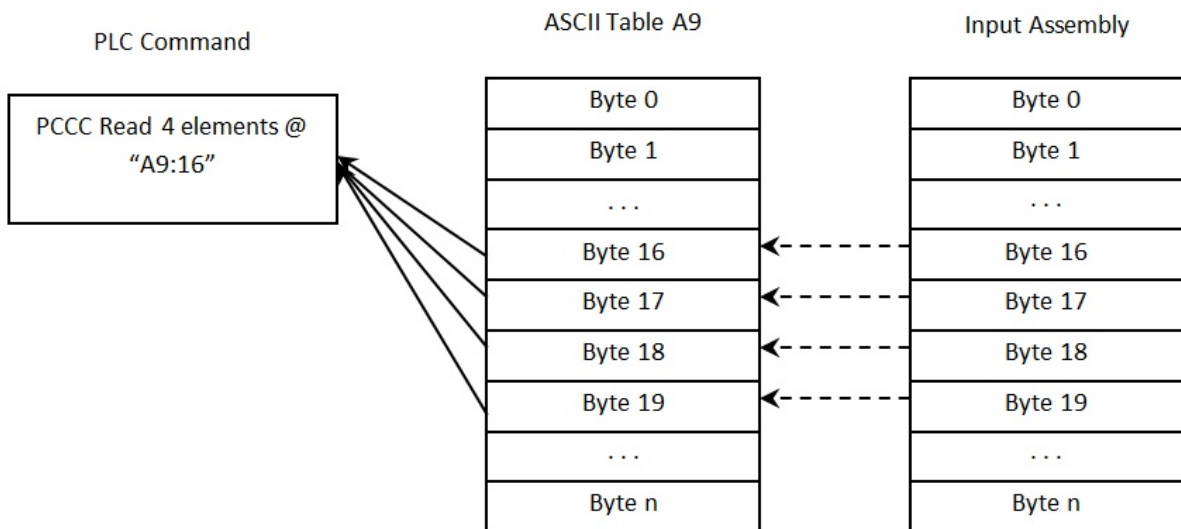 PLC Command
PCCC Read 4 elements @
“A9:16”
ASCII Table A9
Byte 0
Byte 1
...
Byte 16
Byte 17
Byte 18
Byte 19
...
Byte n
Input Assembly
Byte 0
Byte 1
...
Byte 16
Byte 17
Byte 18
Byte 19
...
Byte n